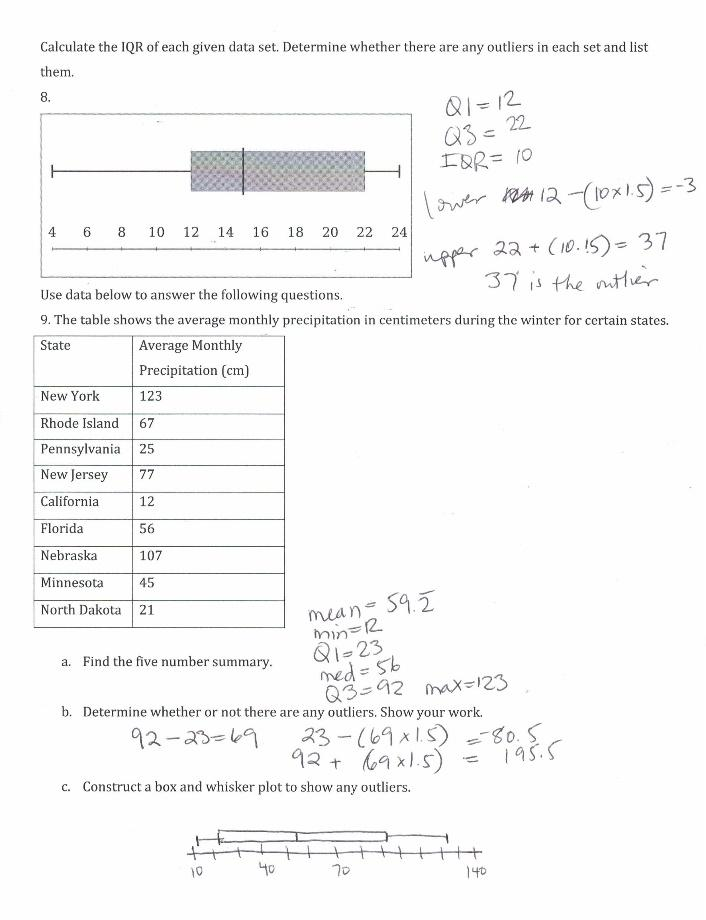 Calculate the IQR of each given data set. Determine whether there are any outliers in each set and list
them.
8.
Q1 = 12
Q3 = 22
IQR = 10
lower 12 - (10 x 1.5) = -3
4 6 8 10 12 14 16 18 20 22 24
upper 22 + (10 · 15) = 37
37 is the outlier
Use data below to answer the following questions.
9. The table shows the average monthly precipitation in centimeters during the winter for certain states.
State Average Monthly
Precipitation (cm)
New York 123
Rhode Island 67
Pennsylvania 25
New Jersey 77
California 12
Florida 56
Nebraska 107
Minnesota 45
North Dakota 21
mean = 59.2̅
min = 12
a. Find the five number summary.
Q1 = 23
med = 56
Q3 = 92 max = 123
b. Determine whether or not there are any outliers. Show your work.
92 - 23 = 69 23 - (69 x 1.5) = -80.5
92 + (69 x 1.5) = 195.5
c. Construct a box and whisker plot to show any outliers.
10 40 70 140